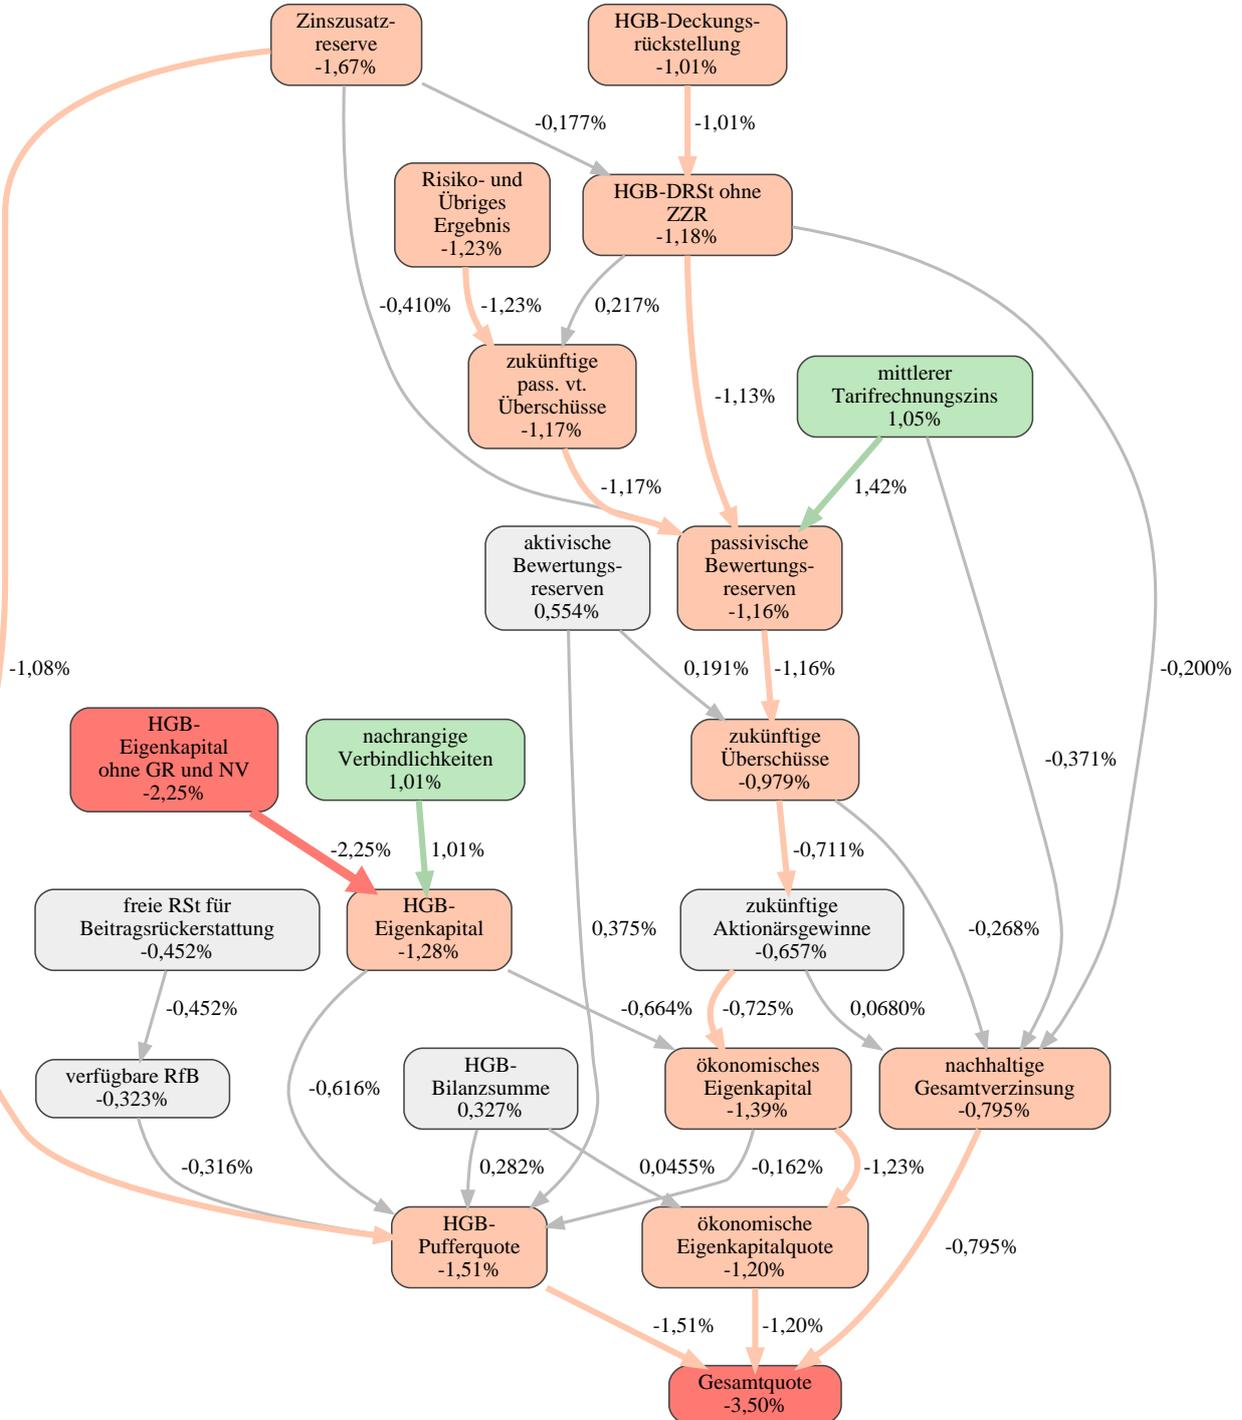 Zinszusatz-
reserve
-1,67%
HGB-Deckungs-
rückstellung
-1,01%
-0,177%
-1,01%
Risiko- und
Übriges
Ergebnis
-1,23%
HGB-DRSt ohne
ZZR
-1,18%
-0,410%
-1,23%
0,217%
zukünftige
pass. vt.
Überschüsse
-1,17%
-1,13%
mittlerer
Tarifrechnungszins
1,05%
-1,17%
1,42%
aktivische
Bewertungs-
reserven
0,554%
passivische
Bewertungs-
reserven
-1,16%
-1,08%
0,191%
-1,16%
-0,200%
HGB-
Eigenkapital
ohne GR und NV
-2,25%
nachrangige
Verbindlichkeiten
1,01%
zukünftige
Überschüsse
-0,979%
-0,371%
-2,25%
1,01%
-0,711%
freie RSt für
Beitragsrückerstattung
-0,452%
HGB-
Eigenkapital
-1,28%
0,375%
zukünftige
Aktionärsgewinne
-0,657%
-0,268%
-0,452%
-0,664%
-0,725%
0,0680%
verfügbare RfB
-0,323%
-0,616%
HGB-
Bilanzsumme
0,327%
ökonomisches
Eigenkapital
-1,39%
nachhaltige
Gesamtverzinsung
-0,795%
-0,316%
0,282%
0,0455%
-0,162%
-1,23%
HGB-
Pufferquote
-1,51%
ökonomische
Eigenkapitalquote
-1,20%
-0,795%
-1,51%
-1,20%
Gesamtquote
-3,50%